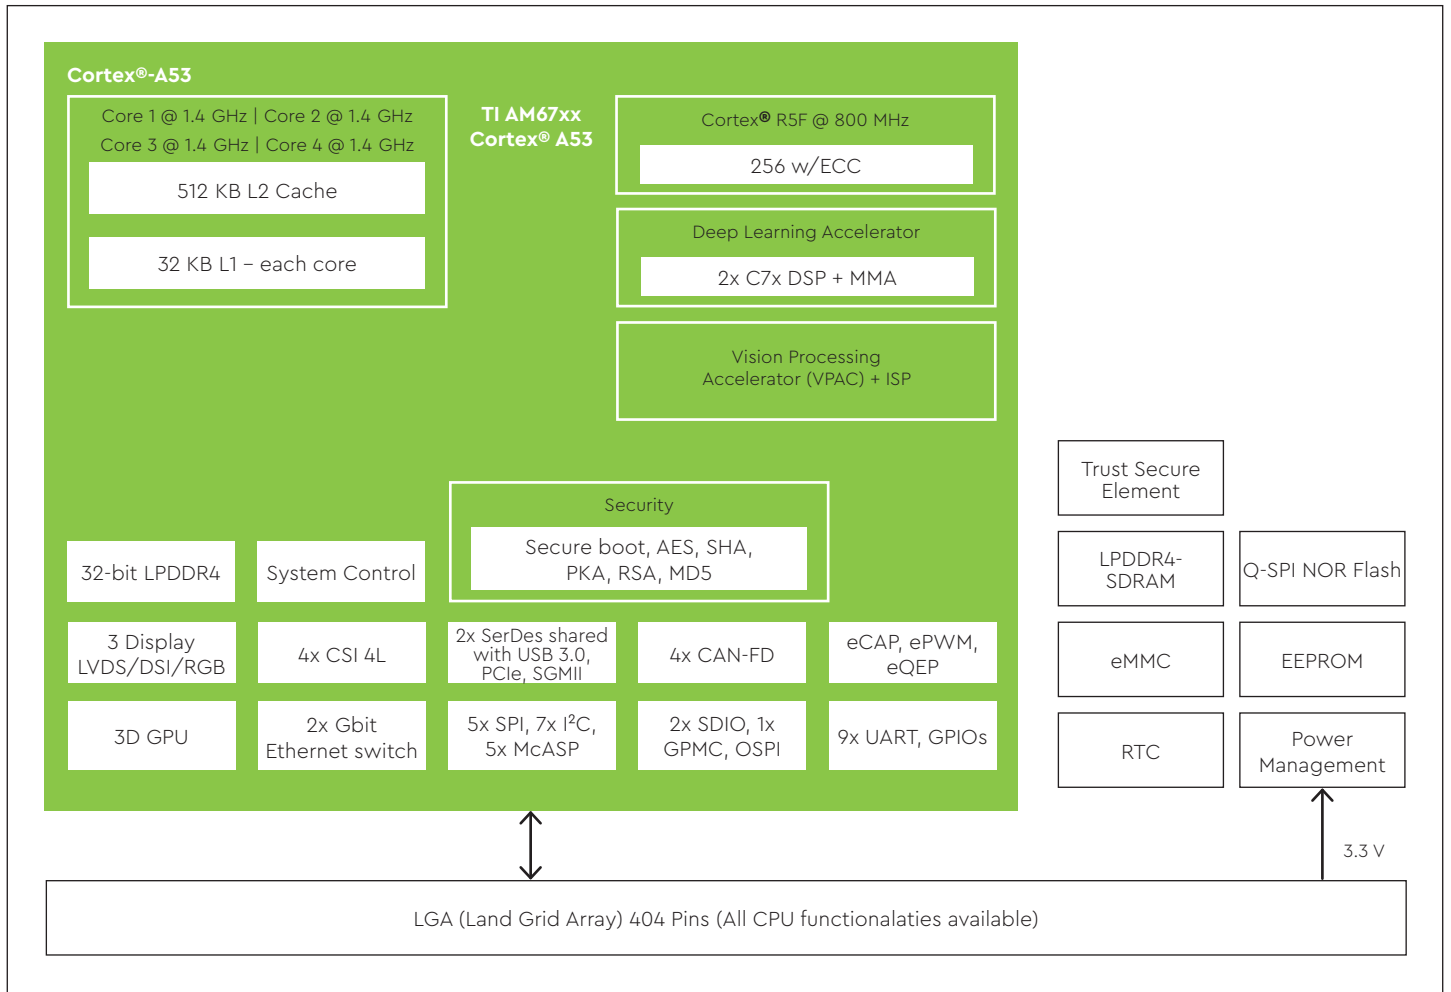 Cortex®-A53
Core 1 @ 1.4 GHz | Core 2 @ 1.4 GHz
Core 3 @ 1.4 GHz | Core 4 @ 1.4 GHz
512 KB L2 Cache
32 KB L1 – each core
TI AM67xx
Cortex® A53
Cortex® R5F @ 800 MHz
256 w/ECC
Deep Learning Accelerator
2x C7x DSP + MMA
Vision Processing
Accelerator (VPAC) + ISP
Security
Secure boot, AES, SHA,
PKA, RSA, MD5
32-bit LPDDR4
System Control
3 Display
LVDS/DSI/RGB
4x CSI 4L
2x SerDes shared
with USB 3.0,
PCIe, SGMII
4x CAN-FD
eCAP, ePWM,
eQEP
3D GPU
2x Gbit
Ethernet switch
5x SPI, 7x I²C,
5x McASP
2x SDIO, 1x
GPMC, OSPI
9x UART, GPIOs
Trust Secure
Element
LPDDR4-
SDRAM
Q-SPI NOR Flash
eMMC
EEPROM
RTC
Power
Management
3.3 V
LGA (Land Grid Array) 404 Pins (All CPU functionalaties available)